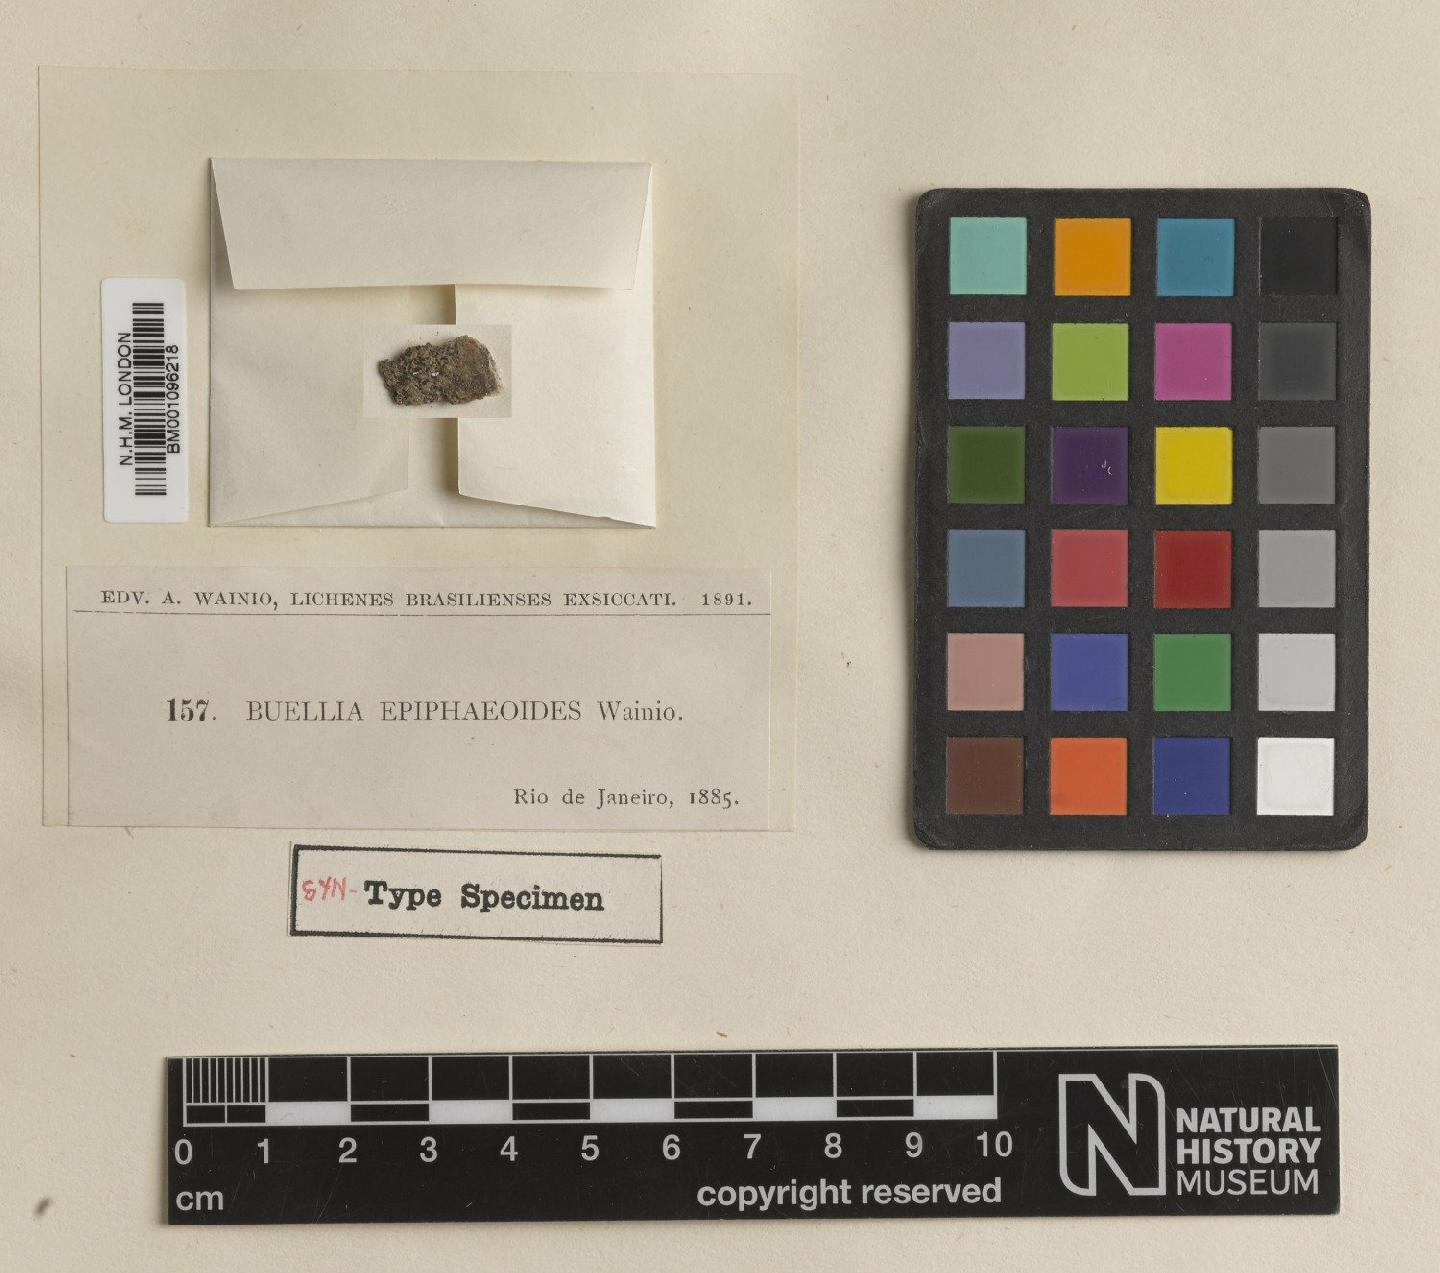 N.H.M. LONDON
BM001096218
EDV. A. WAINIO, LICHENES BRASILIENSES EXSICCATI. 1891.
157. BUELLIA EPIPHAEOIDES Wainio.
Rio de Janeiro, 1885.
SYN- Type Specimen
0 1 2 3 4 5 6 7 8 9 10
cm
copyright reserved
N
NATURAL
HISTORY
MUSEUM